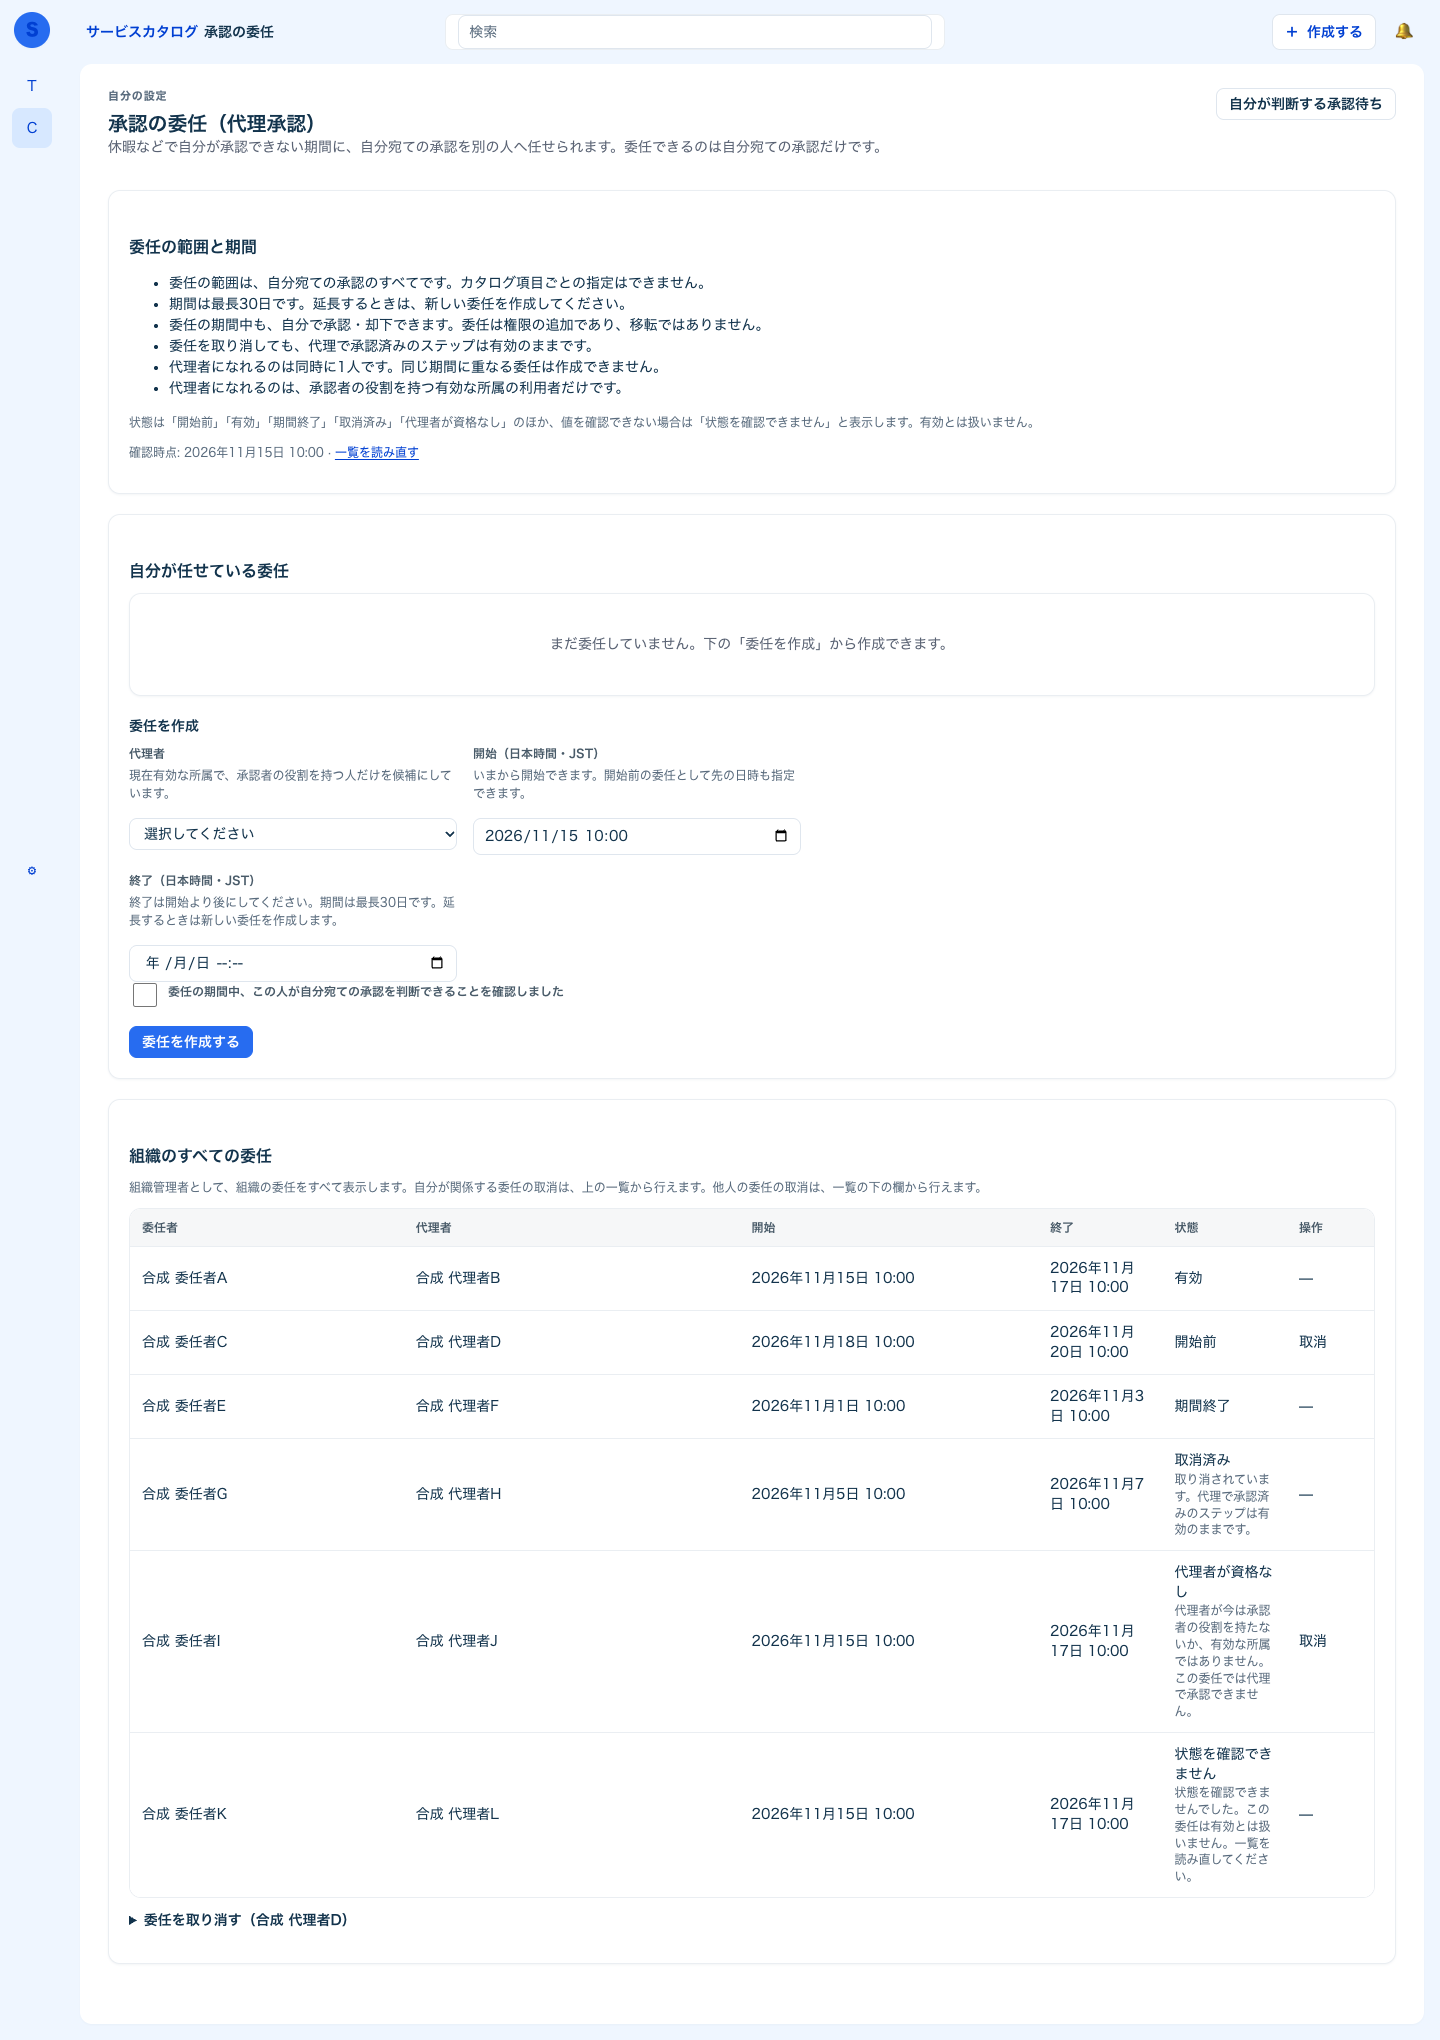 S
サービスカタログ 承認の委任
検索
＋ 作成する
T
C
自分の設定
承認の委任（代理承認）
休暇などで自分が承認できない期間に、自分宛ての承認を別の人へ任せられます。委任できるのは自分宛ての承認だけです。
自分が判断する承認待ち
委任の範囲と期間
• 委任の範囲は、自分宛ての承認のすべてです。カタログ項目ごとの指定はできません。
• 期間は最長30日です。延長するときは、新しい委任を作成してください。
• 委任の期間中も、自分で承認・却下できます。委任は権限の追加であり、移転ではありません。
• 委任を取り消しても、代理で承認済みのステップは有効のままです。
• 代理者になれるのは同時に1人です。同じ期間に重なる委任は作成できません。
• 代理者になれるのは、承認者の役割を持つ有効な所属の利用者だけです。
状態は「開始前」「有効」「期間終了」「取消済み」「代理者が資格なし」のほか、値を確認できない場合は「状態を確認できません」と表示します。有効とは扱いません。
確認時点: 2026年11月15日 10:00 · 一覧を読み直す
自分が任せている委任
まだ委任していません。下の「委任を作成」から作成できます。
委任を作成
代理者
現在有効な所属で、承認者の役割を持つ人だけを候補にして
います。
選択してください
開始（日本時間・JST）
いまから開始できます。開始前の委任として先の日時も指定
できます。
2026/11/15 10:00
終了（日本時間・JST）
終了は開始より後にしてください。期間は最長30日です。延
長するときは新しい委任を作成します。
年 /月/日 --:--
委任の期間中、この人が自分宛ての承認を判断できることを確認しました
委任を作成する
組織のすべての委任
組織管理者として、組織の委任をすべて表示します。自分が関係する委任の取消は、上の一覧から行えます。他人の委任の取消は、一覧の下の欄から行えます。
委任者 代理者 開始 終了 状態 操作
合成 委任者A 合成 代理者B 2026年11月15日 10:00 2026年11月
17日 10:00 有効 —
合成 委任者C 合成 代理者D 2026年11月18日 10:00 2026年11月
20日 10:00 開始前 取消
合成 委任者E 合成 代理者F 2026年11月1日 10:00 2026年11月3
日 10:00 期間終了 —
合成 委任者G 合成 代理者H 2026年11月5日 10:00 2026年11月7
日 10:00 取消済み
取り消されていま
す。代理で承認済
みのステップは有
効のままです。
—
合成 委任者I 合成 代理者J 2026年11月15日 10:00 2026年11月
17日 10:00 代理者が資格な
し
代理者が今は承認
者の役割を持たな
いか、有効な所属
ではありません。
この委任では代理
で承認できませ
ん。
取消
合成 委任者K 合成 代理者L 2026年11月15日 10:00 2026年11月
17日 10:00 状態を確認でき
ません
状態を確認できま
せんでした。この
委任は有効とは扱
いません。一覧を
読み直してくださ
い。
—
▶ 委任を取り消す（合成 代理者D）